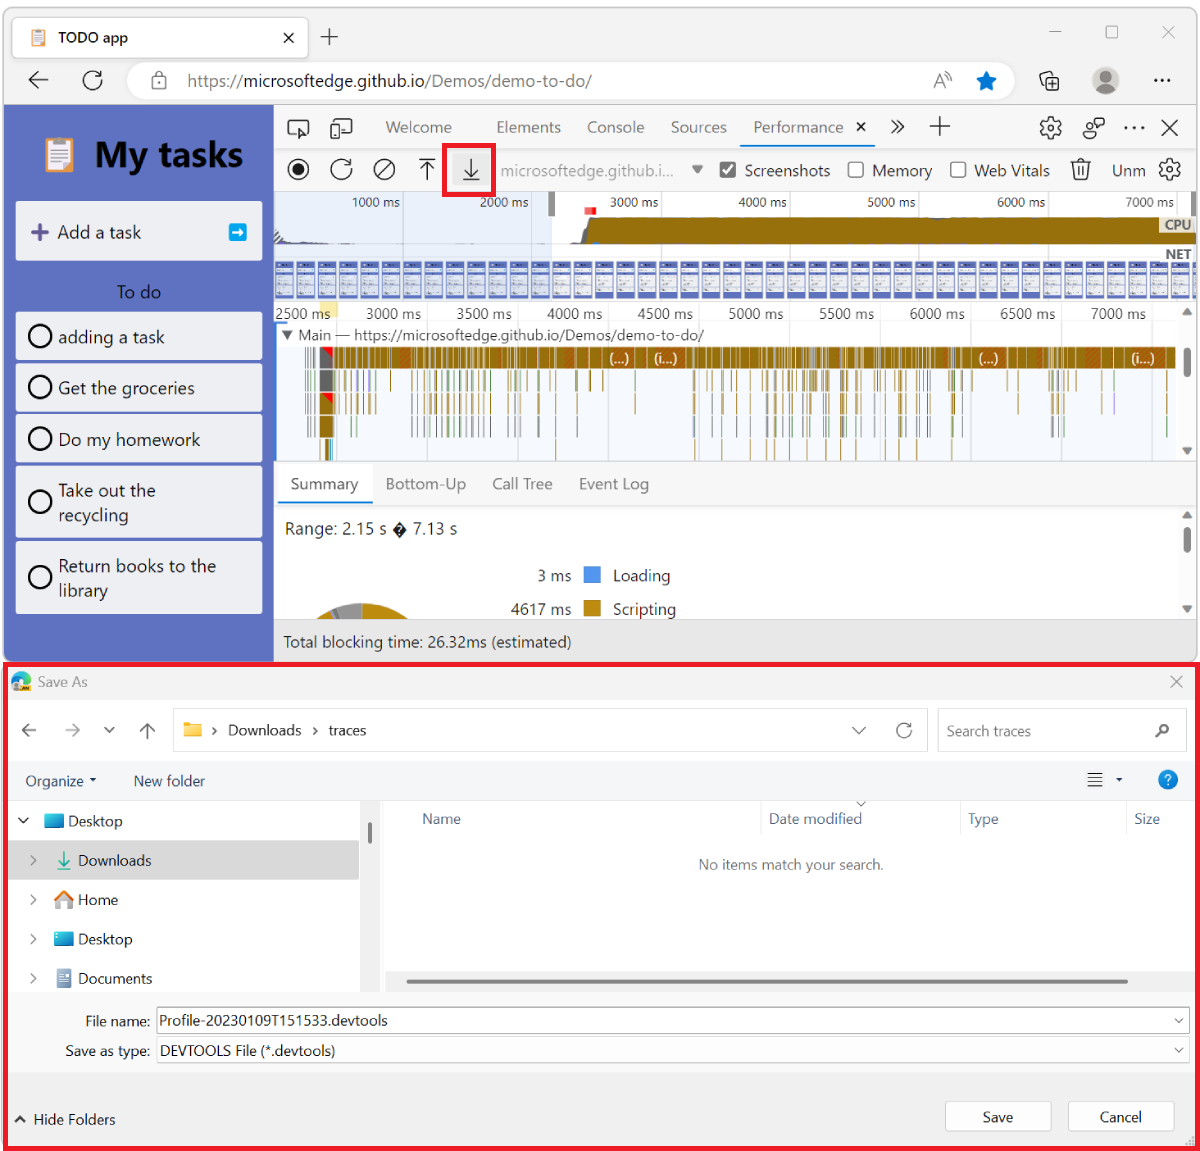 TODO app
https://microsoftedge.github.io/Demos/demo-to-do/
My tasks
Add a task
To do
adding a task
Get the groceries
Do my homework
Take out the
recycling
Return books to the
library
Welcome Elements Console Sources Performance
microsoftedge.github.i... Screenshots Memory Web Vitals Unm
1000 ms 2000 ms 3000 ms 4000 ms 5000 ms 6000 ms 7000 ms
CPU
NET
2500 ms 3000 ms 3500 ms 4000 ms 4500 ms 5000 ms 5500 ms 6000 ms 6500 ms 7000 ms
Main — https://microsoftedge.github.io/Demos/demo-to-do/
(...) (i...) (...) (i...)
Summary Bottom-Up Call Tree Event Log
Range: 2.15 s � 7.13 s
3 ms Loading
4617 ms Scripting
Total blocking time: 26.32ms (estimated)
Save As
Downloads traces
Search traces
Organize New folder
Desktop
Downloads
Home
Desktop
Documents
Name Date modified Type Size
No items match your search.
File name: Profile-20230109T151533.devtools
Save as type: DEVTOOLS File (*.devtools)
Hide Folders
Save Cancel